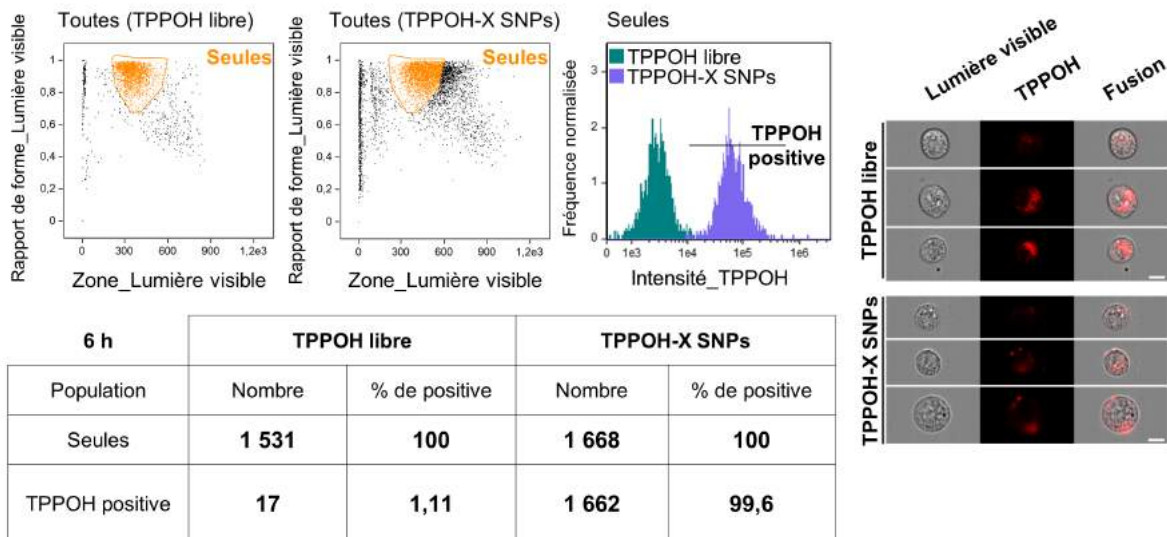 Toutes (TPPOH libre)
Seules
Rapport de forme_Lumière visible
1
0,8
0,6
0,4
0,2
0
0 300 600 900 1,2e3
Zone_Lumière visible
Toutes (TPPOH-X SNPs)
Seules
Rapport de forme_Lumière visible
1
0,8
0,6
0,4
0,2
0
0 300 600 900 1,2e3
Zone_Lumière visible
Seules
TPPOH libre
TPPOH-X SNPs
TPPOH
positive
Fréquence normalisée
3
2
1
0
0 1e3 1e4 1e5 1e6
Intensité_TPPOH
Lumière visible
TPPOH
Fusion
TPPOH libre
TPPOH-X SNPs
6 h TPPOH libre TPPOH-X SNPs
Population Nombre % de positive Nombre % de positive
Seules 1 531 100 1 668 100
TPPOH positive 17 1,11 1 662 99,6